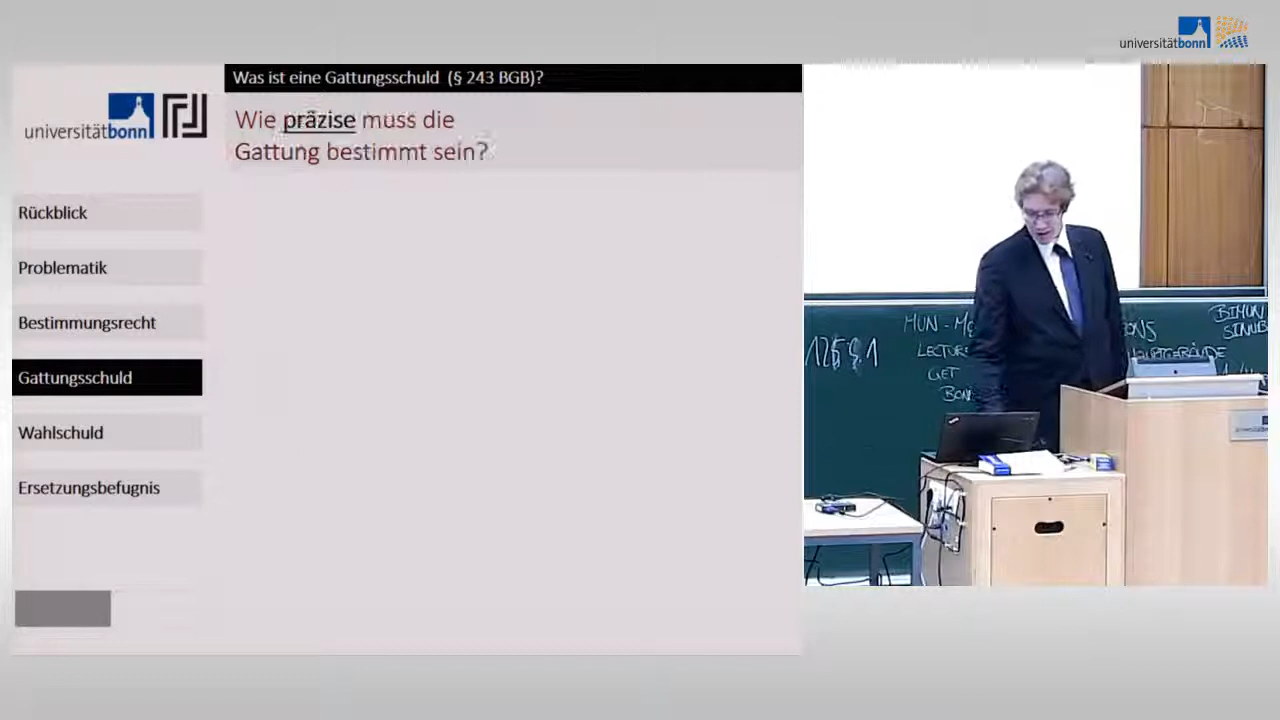 universitätbonn
Was ist eine Gattungsschuld (§ 243 BGB)?
universitätbonn
Wie präzise muss die
Gattung bestimmt sein?
Rückblick
Problematik
Bestimmungsrecht
Gattungsschuld
Wahlschuld
Ersetzungsbefugnis
MUN -
LECTURE
GET